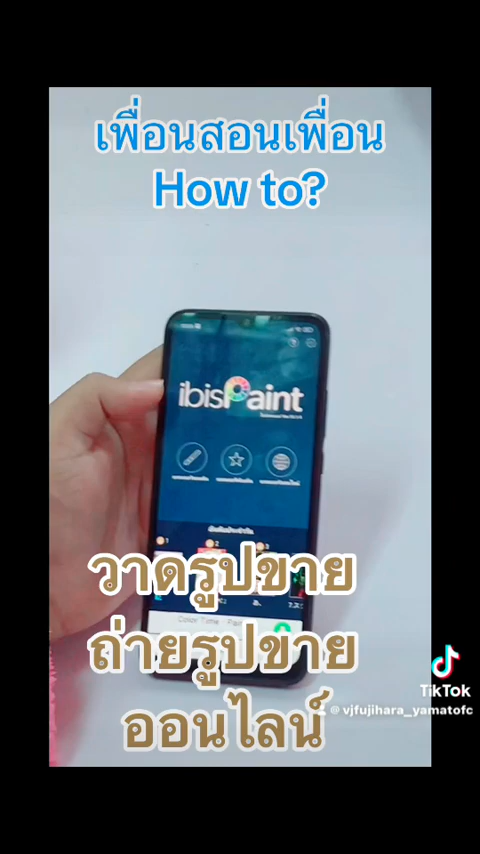 เพื่อนสอนเพื่อน
How to?
ibisPaint
วาดรูปขาย
ถ่ายรูปขาย
ออนไลน์
Color Time
TikTok
@vjfujihara_yamatofc